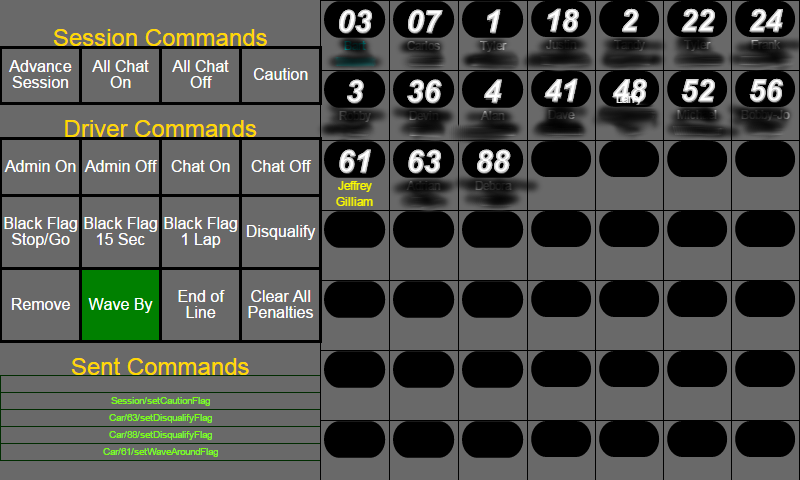 Session Commands
Advance Session
All Chat On
All Chat Off
Caution
Driver Commands
Admin On
Admin Off
Chat On
Chat Off
Black Flag Stop/Go
Black Flag 15 Sec
Black Flag 1 Lap
Disqualify
Remove
Wave By
End of Line
Clear All Penalties
Sent Commands
Session/setCautionFlag
Car/63/setDisqualifyFlag
Car/88/setDisqualifyFlag
Car/61/setWaveAroundFlag
03 07 1 18 2 22 24
3 36 4 41 48 52 56
61 63 88
Jeffrey
Gilliam